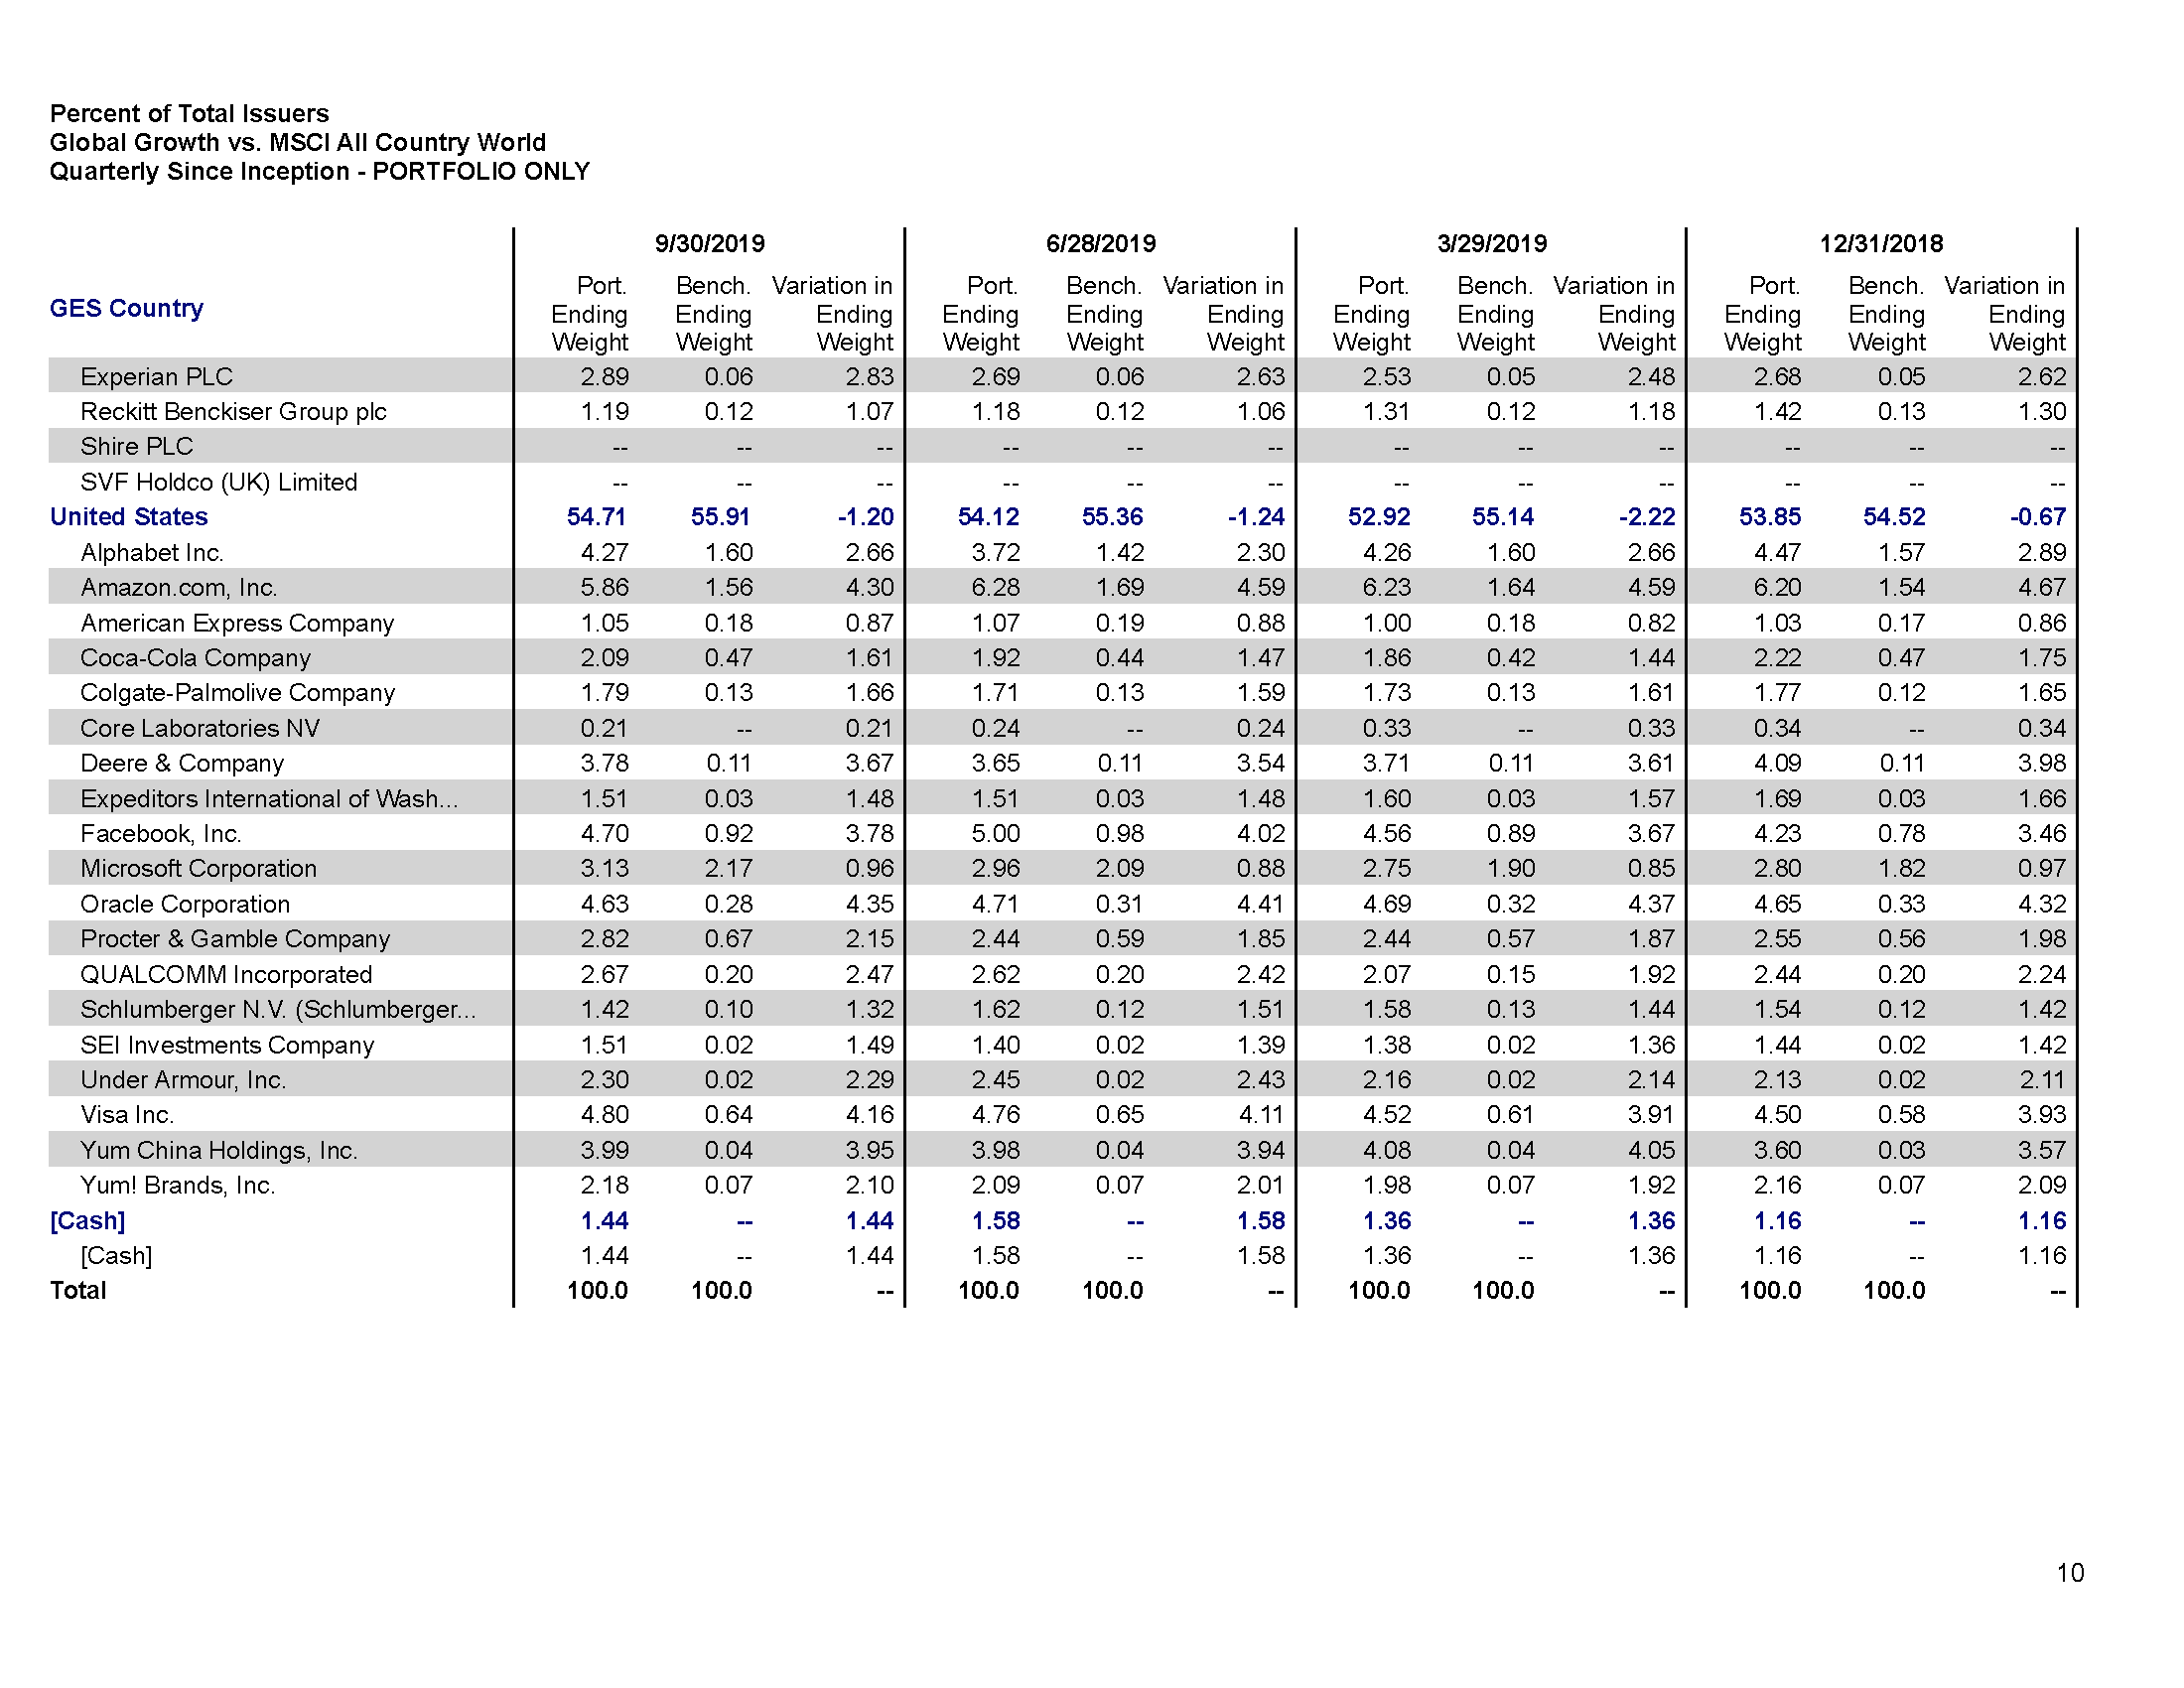 Percent of Total Issuers
Global Growth vs. MSCI All Country World
Quarterly Since Inception - PORTFOLIO ONLY
9/30/2019 6/28/2019 3/29/2019 12/31/2018
GES Country
Port. Bench. Variation in Port. Bench. Variation in Port. Bench. Variation in Port. Bench. Variation in
Ending Ending Ending Ending Ending Ending Ending Ending Ending Ending Ending Ending
Weight Weight Weight Weight Weight Weight Weight Weight Weight Weight Weight Weight
Experian PLC 2.89 0.06 2.83 2.69 0.06 2.63 2.53 0.05 2.48 2.68 0.05 2.62
Reckitt Benckiser Group plc 1.19 0.12 1.07 1.18 0.12 1.06 1.31 0.12 1.18 1.42 0.13 1.30
Shire PLC -- -- -- -- -- -- -- -- -- -- -- --
SVF Holdco (UK) Limited -- -- -- -- -- -- -- -- -- -- -- --
United States 54.71 55.91 -1.20 54.12 55.36 -1.24 52.92 55.14 -2.22 53.85 54.52 -0.67
Alphabet Inc. 4.27 1.60 2.66 3.72 1.42 2.30 4.26 1.60 2.66 4.47 1.57 2.89
Amazon.com, Inc. 5.86 1.56 4.30 6.28 1.69 4.59 6.23 1.64 4.59 6.20 1.54 4.67
American Express Company 1.05 0.18 0.87 1.07 0.19 0.88 1.00 0.18 0.82 1.03 0.17 0.86
Coca-Cola Company 2.09 0.47 1.61 1.92 0.44 1.47 1.86 0.42 1.44 2.22 0.47 1.75
Colgate-Palmolive Company 1.79 0.13 1.66 1.71 0.13 1.59 1.73 0.13 1.61 1.77 0.12 1.65
Core Laboratories NV 0.21 -- 0.21 0.24 -- 0.24 0.33 -- 0.33 0.34 -- 0.34
Deere & Company 3.78 0.11 3.67 3.65 0.11 3.54 3.71 0.11 3.61 4.09 0.11 3.98
Expeditors International of Wash... 1.51 0.03 1.48 1.51 0.03 1.48 1.60 0.03 1.57 1.69 0.03 1.66
Facebook, Inc. 4.70 0.92 3.78 5.00 0.98 4.02 4.56 0.89 3.67 4.23 0.78 3.46
Microsoft Corporation 3.13 2.17 0.96 2.96 2.09 0.88 2.75 1.90 0.85 2.80 1.82 0.97
Oracle Corporation 4.63 0.28 4.35 4.71 0.31 4.41 4.69 0.32 4.37 4.65 0.33 4.32
Procter & Gamble Company 2.82 0.67 2.15 2.44 0.59 1.85 2.44 0.57 1.87 2.55 0.56 1.98
QUALCOMM Incorporated 2.67 0.20 2.47 2.62 0.20 2.42 2.07 0.15 1.92 2.44 0.20 2.24
Schlumberger N.V. (Schlumberger... 1.42 0.10 1.32 1.62 0.12 1.51 1.58 0.13 1.44 1.54 0.12 1.42
SEI Investments Company 1.51 0.02 1.49 1.40 0.02 1.39 1.38 0.02 1.36 1.44 0.02 1.42
Under Armour, Inc. 2.30 0.02 2.29 2.45 0.02 2.43 2.16 0.02 2.14 2.13 0.02 2.11
Visa Inc. 4.80 0.64 4.16 4.76 0.65 4.11 4.52 0.61 3.91 4.50 0.58 3.93
Yum China Holdings, Inc. 3.99 0.04 3.95 3.98 0.04 3.94 4.08 0.04 4.05 3.60 0.03 3.57
Yum! Brands, Inc. 2.18 0.07 2.10 2.09 0.07 2.01 1.98 0.07 1.92 2.16 0.07 2.09
[Cash] 1.44 -- 1.44 1.58 -- 1.58 1.36 -- 1.36 1.16 -- 1.16
[Cash] 1.44 -- 1.44 1.58 -- 1.58 1.36 -- 1.36 1.16 -- 1.16
Total 100.0 100.0 -- 100.0 100.0 -- 100.0 100.0 -- 100.0 100.0 --
10